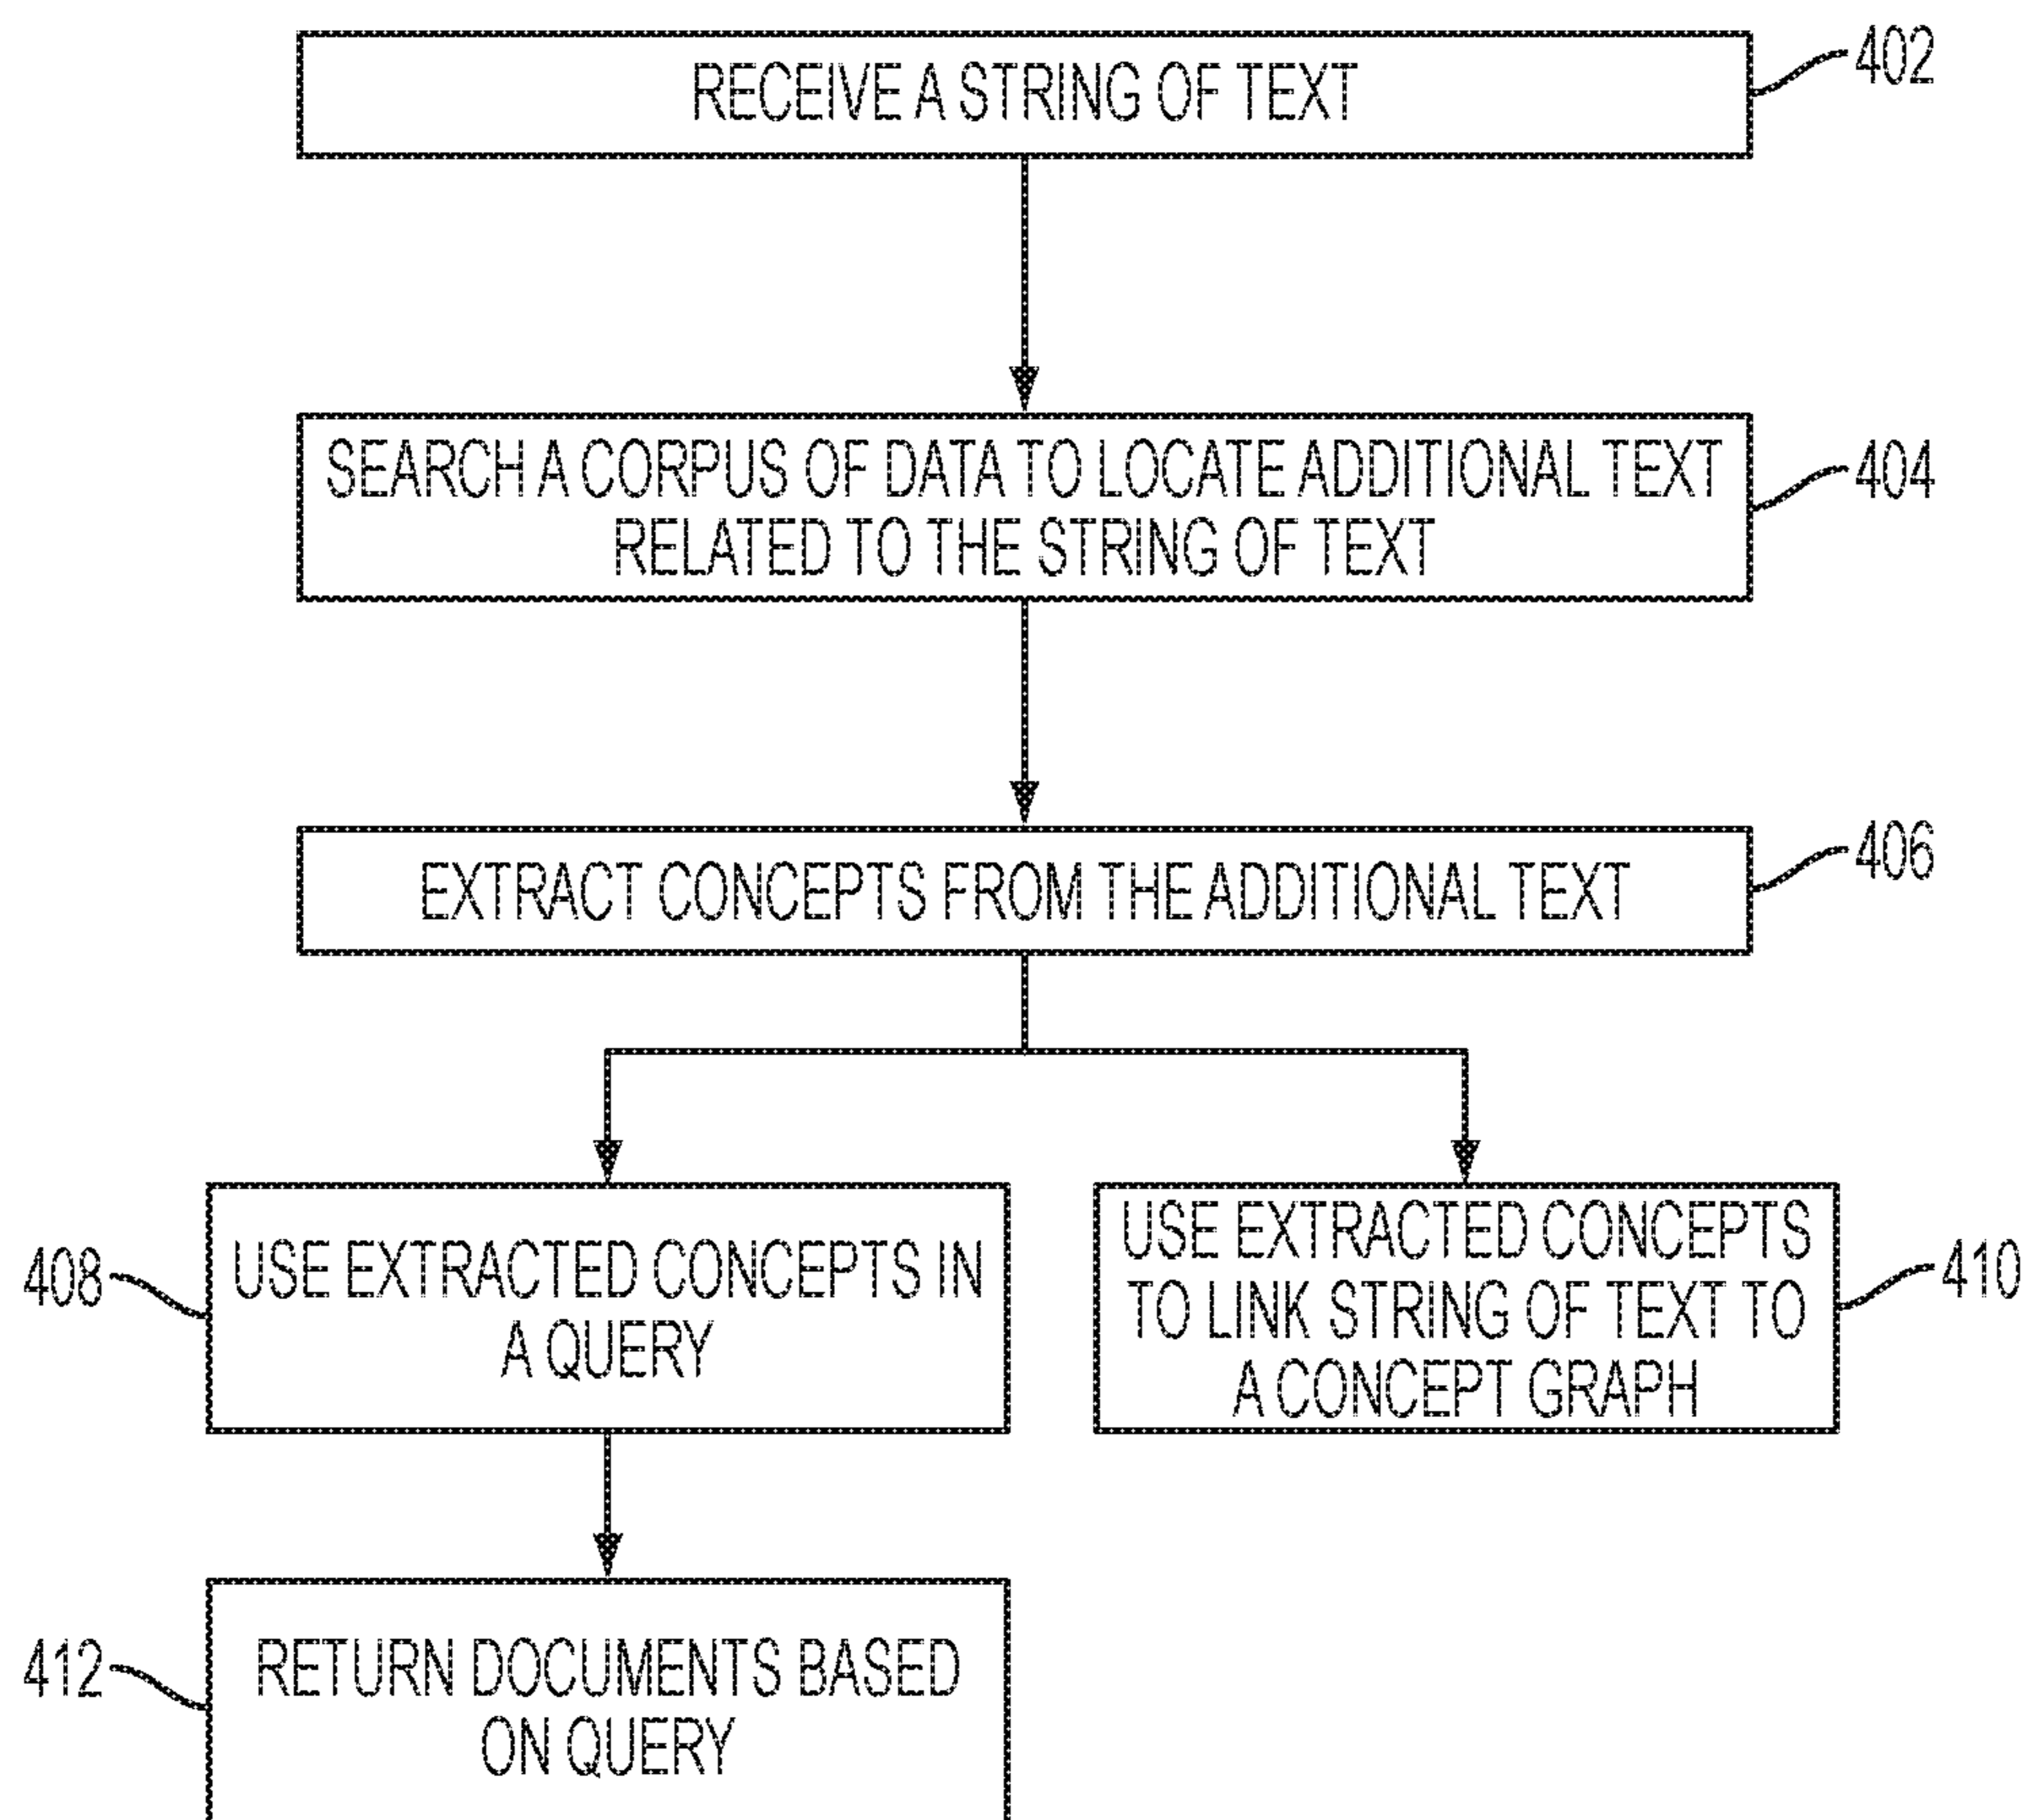 RECEIVE A STRING OF TEXT
402
SEARCH A CORPUS OF DATA TO LOCATE ADDITIONAL TEXT
RELATED TO THE STRING OF TEXT
404
EXTRACT CONCEPTS FROM THE ADDITIONAL TEXT
406
408
USE EXTRACTED CONCEPTS IN
A QUERY
USE EXTRACTED CONCEPTS
TO LINK STRING OF TEXT TO
A CONCEPT GRAPH
410
412
RETURN DOCUMENTS BASED
ON QUERY